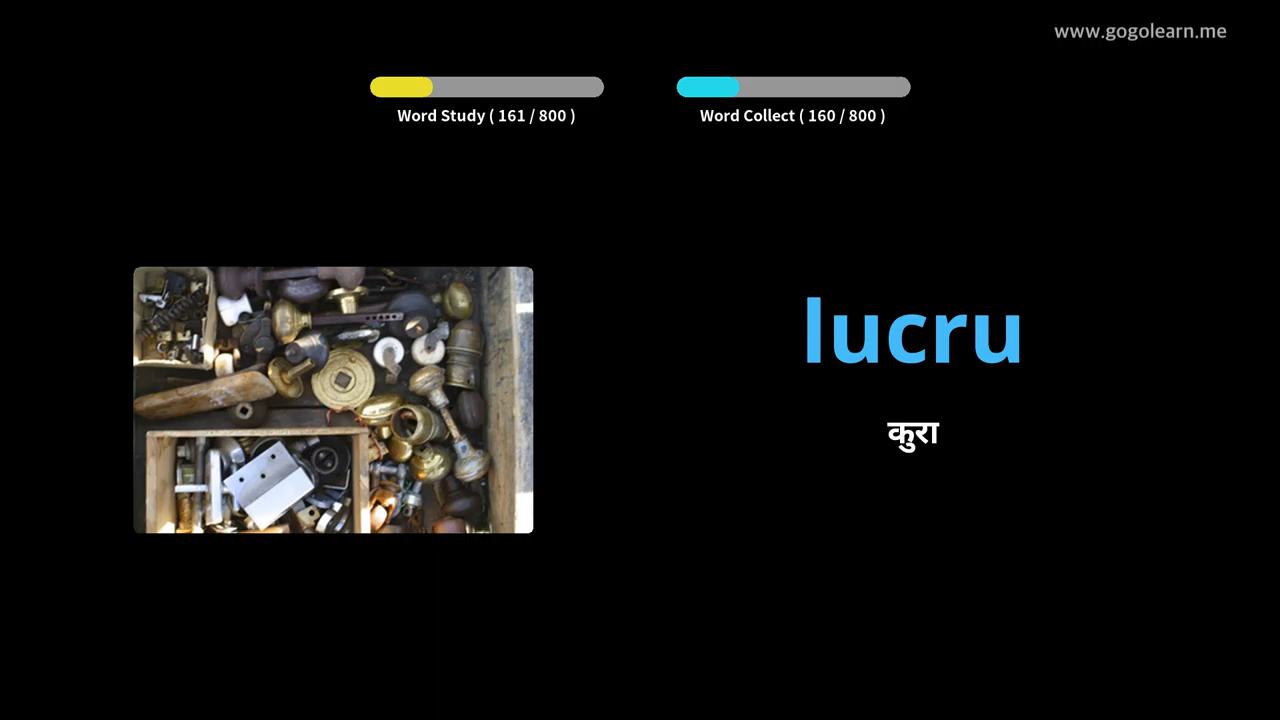 www.gogolearn.me
Word Study ( 161 / 800 )
Word Collect ( 160 / 800 )
lucru
कुरा